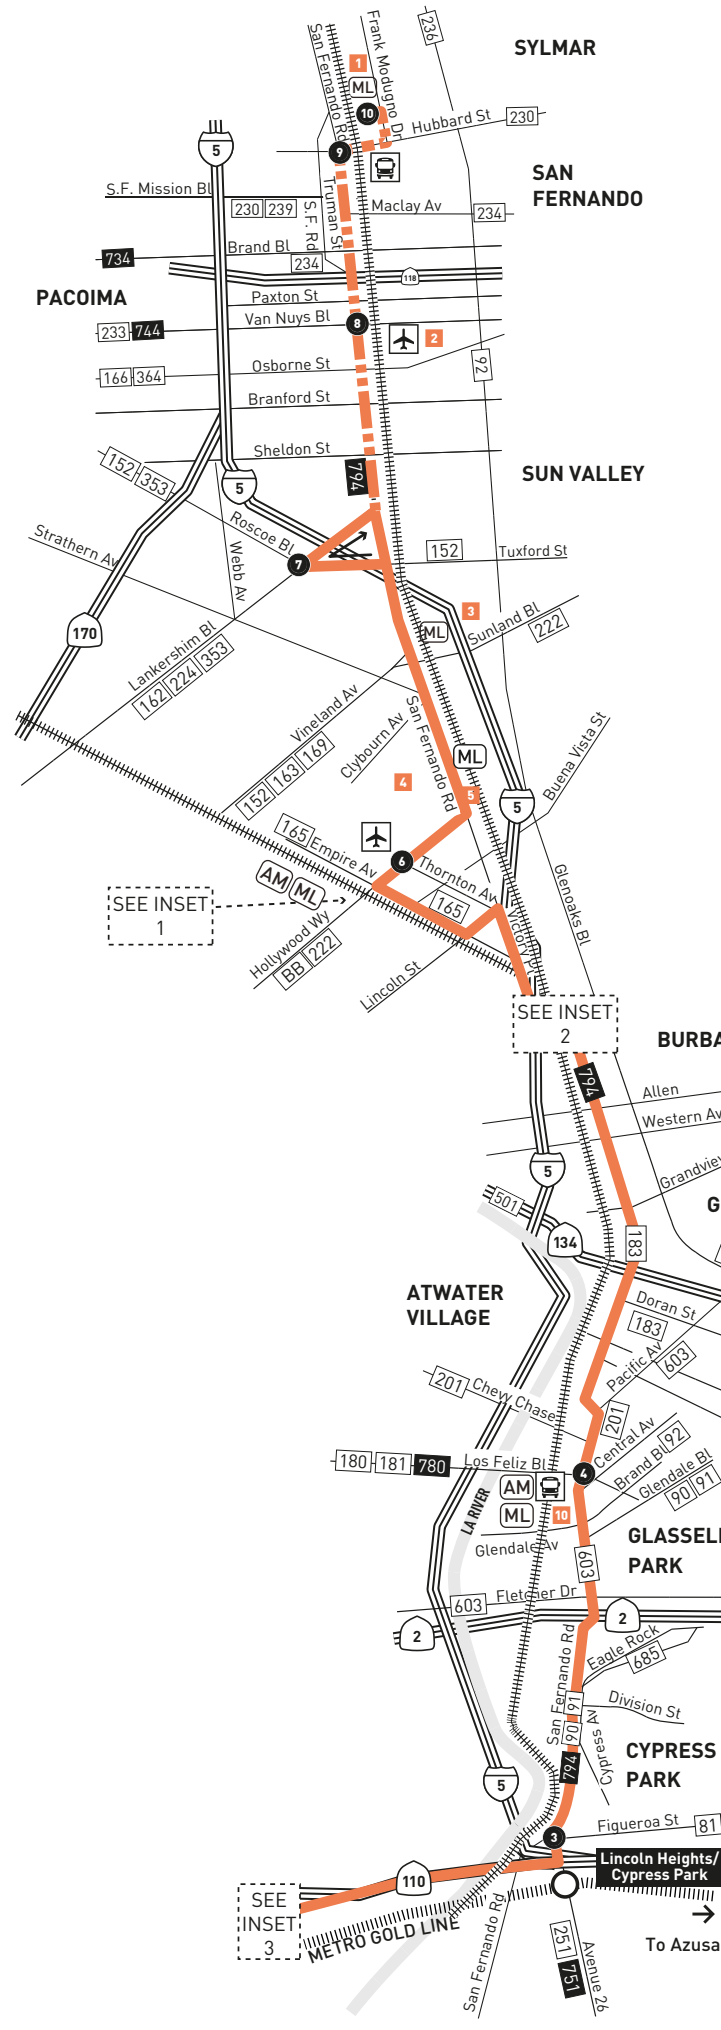 San Fernando Rd
Frank Modugno Dr
236
SYLMAR
1
ML
10
Hubbard St
230
5
9
SAN
FERNANDO
S.F. Mission Bl
230 239
S.F. Rd
Truman St
Maclay Av
234
734
Brand Bl
234
118
PACOIMA
Paxton St
233 744
Van Nuys Bl
8
2
166 364
Osborne St
92
Branford St
Sheldon St
152 353
5
794
SUN VALLEY
Strathern Av
Roscoe Bl
Webb Av
7
152
Tuxford St
170
3
ML
Sunland Bl
222
Lankershim Bl
162 224 353
Vineland Av
152 163 169
Clybourn Av
San Fernando Rd
ML
Buena Vista St
4
5
5
165
Empire Av
6
Thornton Av
Glenoaks Bl
AM ML
165
SEE INSET
1
Hollywood Wy
BB 222
Lincoln St
Victory Pl
SEE INSET
2
BURBA
794
Allen
Western Av
5
Grandview
501
134
183
G
ATWATER
VILLAGE
Doran St
183
Pacific Av
603
201
Chevy Chase
201
Central Av
180 181 780
Los Feliz Bl
4
Brand Bl
92
Glendale Bl
90 91
AM
ML
10
LA RIVER
Glendale Av
GLASSELL
PARK
603
603
Fletcher Dr
2
2
San Fernando Rd
Eagle Rock
685
90 91
Division St
Cypress Av
CYPRESS
PARK
794
5
3
Figueroa St
81
Lincoln Heights/
Cypress Park
110
SEE
INSET
3
METRO GOLD LINE
San Fernando Rd
251 751
Avenue 26
To Azusa